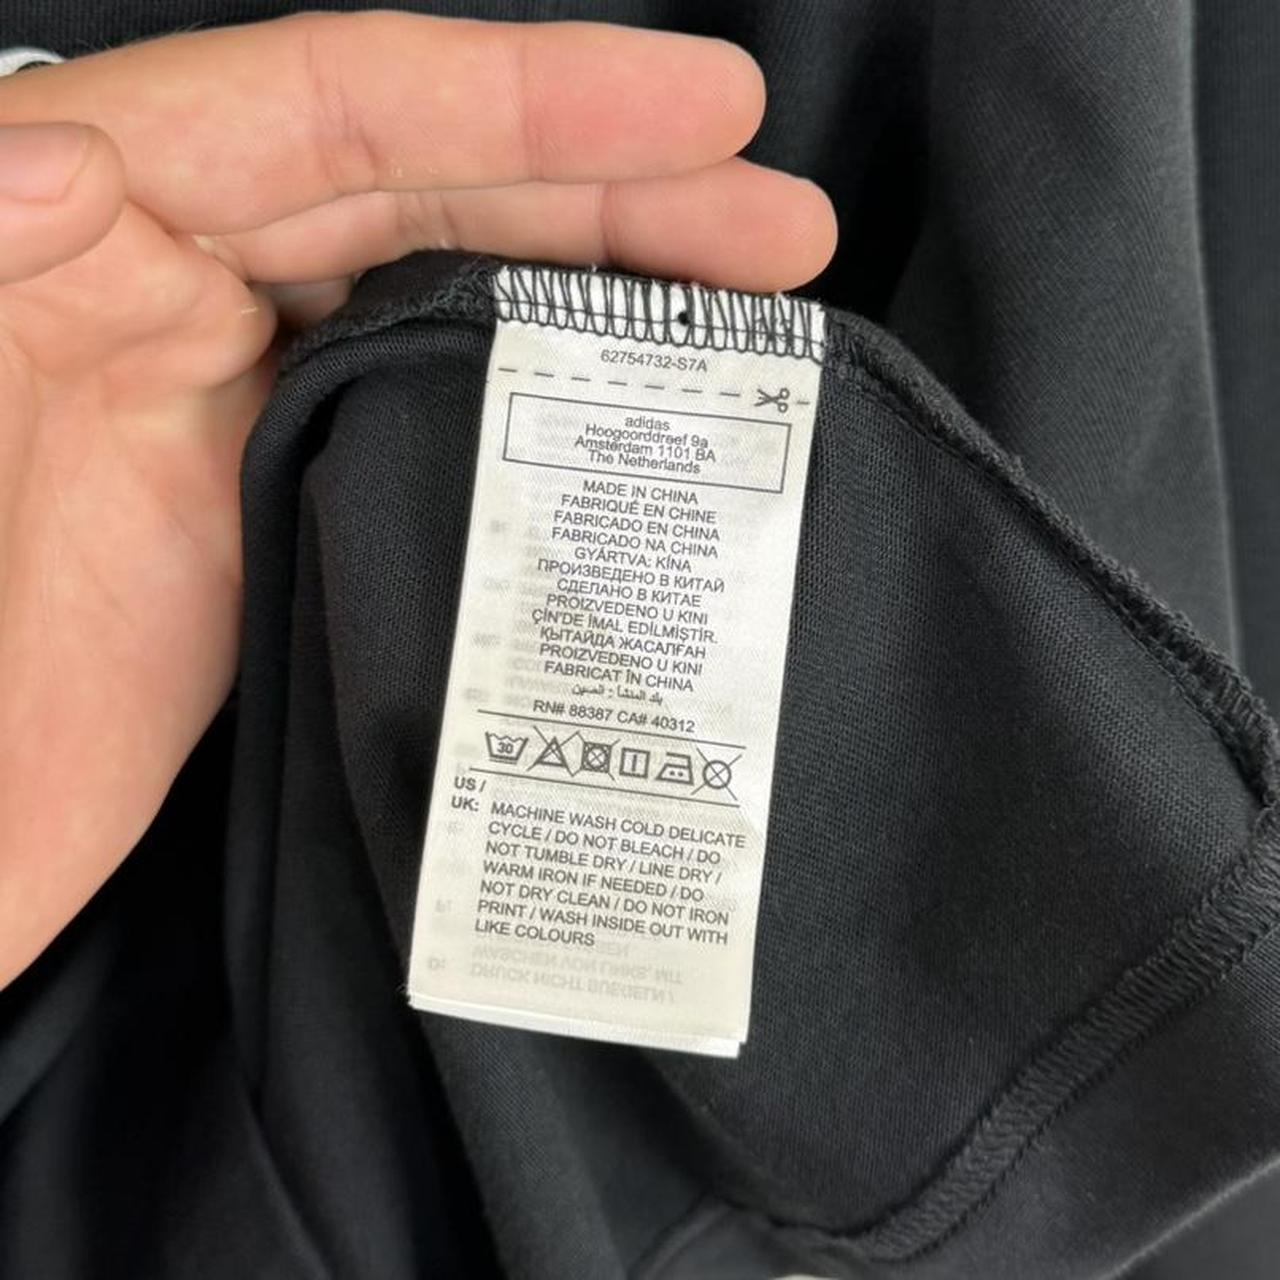 62754732-S7A
adidas
Hoogoorddreef 9a
Amsterdam 1101 BA
The Netherlands
MADE IN CHINA
FABRIQUÉ EN CHINE
FABRICADO EN CHINA
FABRICADO NA CHINA
GYÁRTVA: KÍNA
ПРОИЗВЕДЕНО В КИТАЙ
СДЕЛАНО В КИТАЕ
PROIZVEDENO U KINI
ÇİN'DE İMAL EDİLMİŞTİR.
ҚЫТАЙДА ЖАСАЛҒАН
PROIZVEDENO U KINI
FABRICAT ÎN CHINA
بلد المنشأ : الصين
RN# 88387 CA# 40312
30
US /
UK: MACHINE WASH COLD DELICATE
CYCLE / DO NOT BLEACH / DO
NOT TUMBLE DRY / LINE DRY /
WARM IRON IF NEEDED / DO
NOT DRY CLEAN / DO NOT IRON
PRINT / WASH INSIDE OUT WITH
LIKE COLOURS